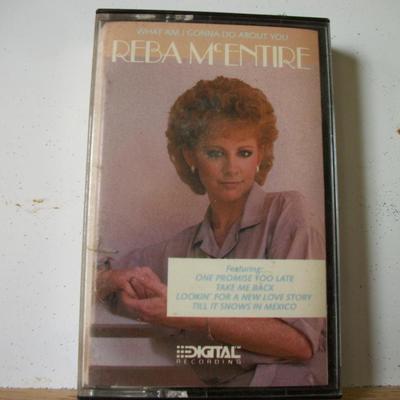 WHAT AM I GONNA DO ABOUT YOU
REBA McENTIRE
Featuring:
ONE PROMISE TOO LATE
TAKE ME BACK
LOOKIN' FOR A NEW LOVE STORY
TILL IT SNOWS IN MEXICO
DIGITAL
RECORDING